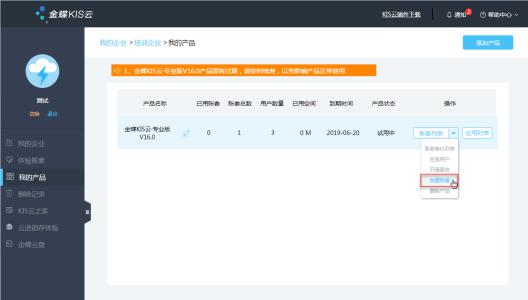 金蝶KIS云
KIS云插件下载
通知
2
帮助中心
测试
切换 退出
我的企业 > 培训企业 > 我的产品
添加产品
1、金蝶KIS云-专业版V16.0产品即将过期，请按时续费，以免影响产品正常使用
产品名称 已用账套 账套总数 用户数量 已用空间 到期时间 产品状态 操作
金蝶KIS云-专业版
V16.0
0 1 3 0 M 2019-06-20 试用中 账套列表 应用列表
账套备份列表
在线用户
创建账套
删除产品
我的企业
体验账套
我的产品
删除记录
KIS云之家
云进销存体验
金蝶云盘